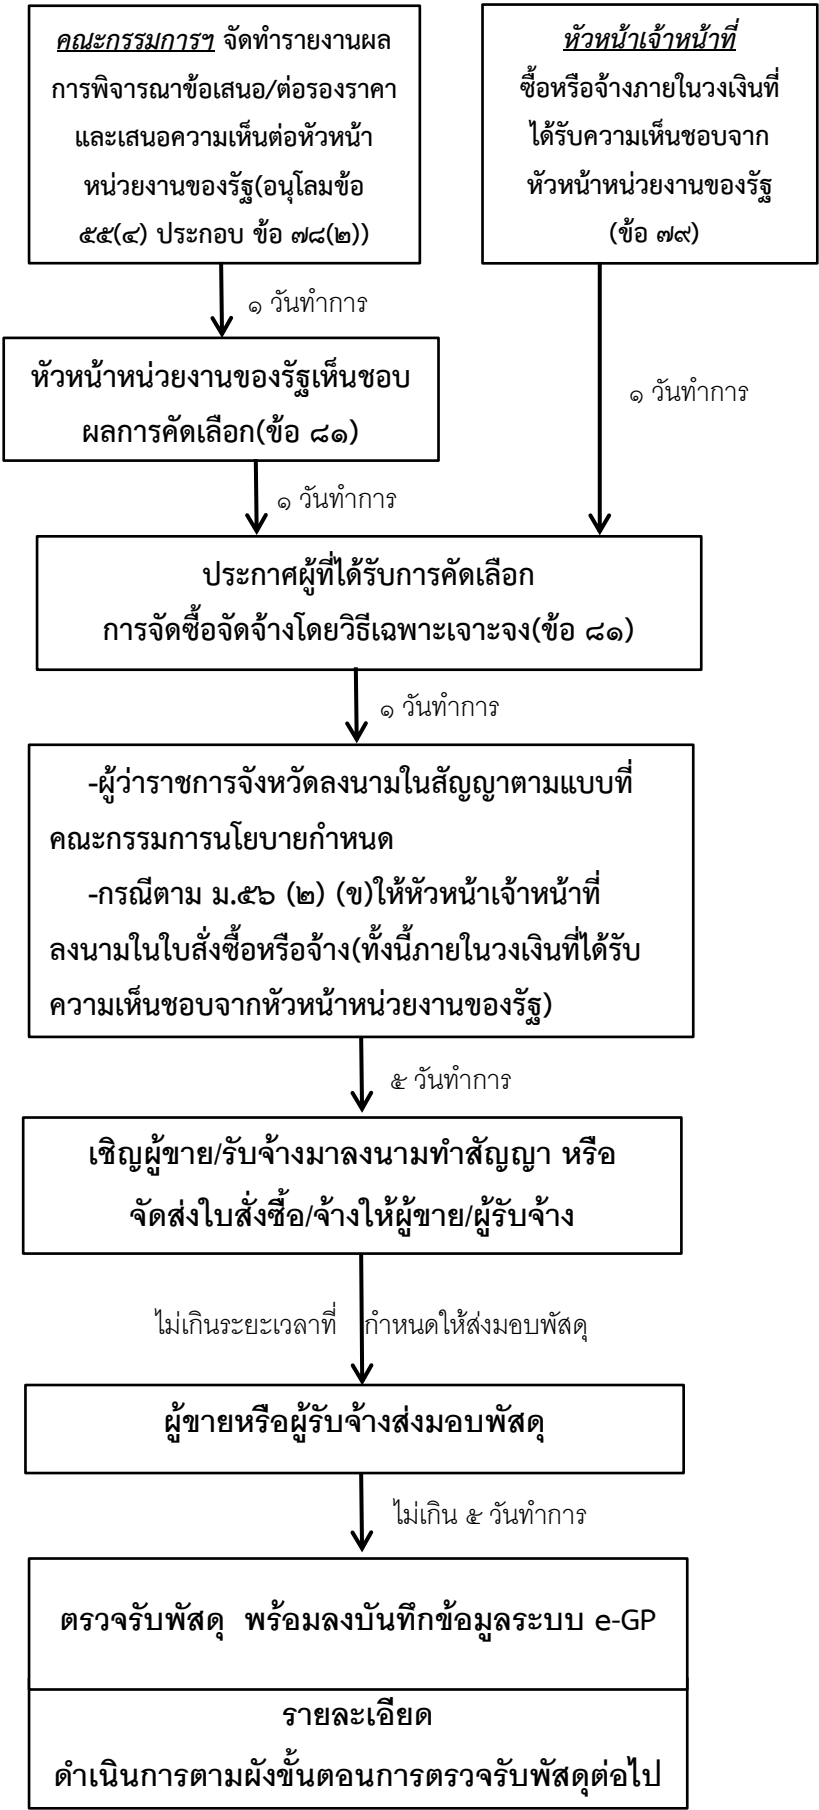 คณะกรรมการฯ จัดทำรายงานผล
การพิจารณาข้อเสนอ/ต่อรองราคา
และเสนอความเห็นต่อหัวหน้า
หน่วยงานของรัฐ(อนุโลมข้อ
๕๕(๔) ประกอบ ข้อ ๗๘(๒))
หัวหน้าเจ้าหน้าที่
ซื้อหรือจ้างภายในวงเงินที่
ได้รับความเห็นชอบจาก
หัวหน้าหน่วยงานของรัฐ
(ข้อ ๗๙)
๑ วันทำการ
หัวหน้าหน่วยงานของรัฐเห็นชอบ
ผลการคัดเลือก(ข้อ ๘๑)
๑ วันทำการ
๑ วันทำการ
ประกาศผู้ที่ได้รับการคัดเลือก
การจัดซื้อจัดจ้างโดยวิธีเฉพาะเจาะจง(ข้อ ๘๑)
๑ วันทำการ
-ผู้ว่าราชการจังหวัดลงนามในสัญญาตามแบบที่
คณะกรรมการนโยบายกำหนด
-กรณีตาม ม.๕๖ (๒) (ข)ให้หัวหน้าเจ้าหน้าที่
ลงนามในใบสั่งซื้อหรือจ้าง(ทั้งนี้ภายในวงเงินที่ได้รับ
ความเห็นชอบจากหัวหน้าหน่วยงานของรัฐ)
๕ วันทำการ
เชิญผู้ขาย/รับจ้างมาลงนามทำสัญญา หรือ
จัดส่งใบสั่งซื้อ/จ้างให้ผู้ขาย/ผู้รับจ้าง
ไม่เกินระยะเวลาที่ กำหนดให้ส่งมอบพัสดุ
ผู้ขายหรือผู้รับจ้างส่งมอบพัสดุ
ไม่เกิน ๕ วันทำการ
ตรวจรับพัสดุ พร้อมลงบันทึกข้อมูลระบบ e-GP
รายละเอียด
ดำเนินการตามผังขั้นตอนการตรวจรับพัสดุต่อไป